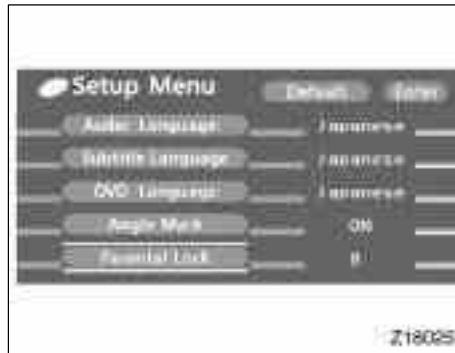 Setup Menu Default Enter
Audio Language Japanese
Subtitle Language Japanese
DVD Language Japanese
Angle Mark ON
Parental Lock
Z18025